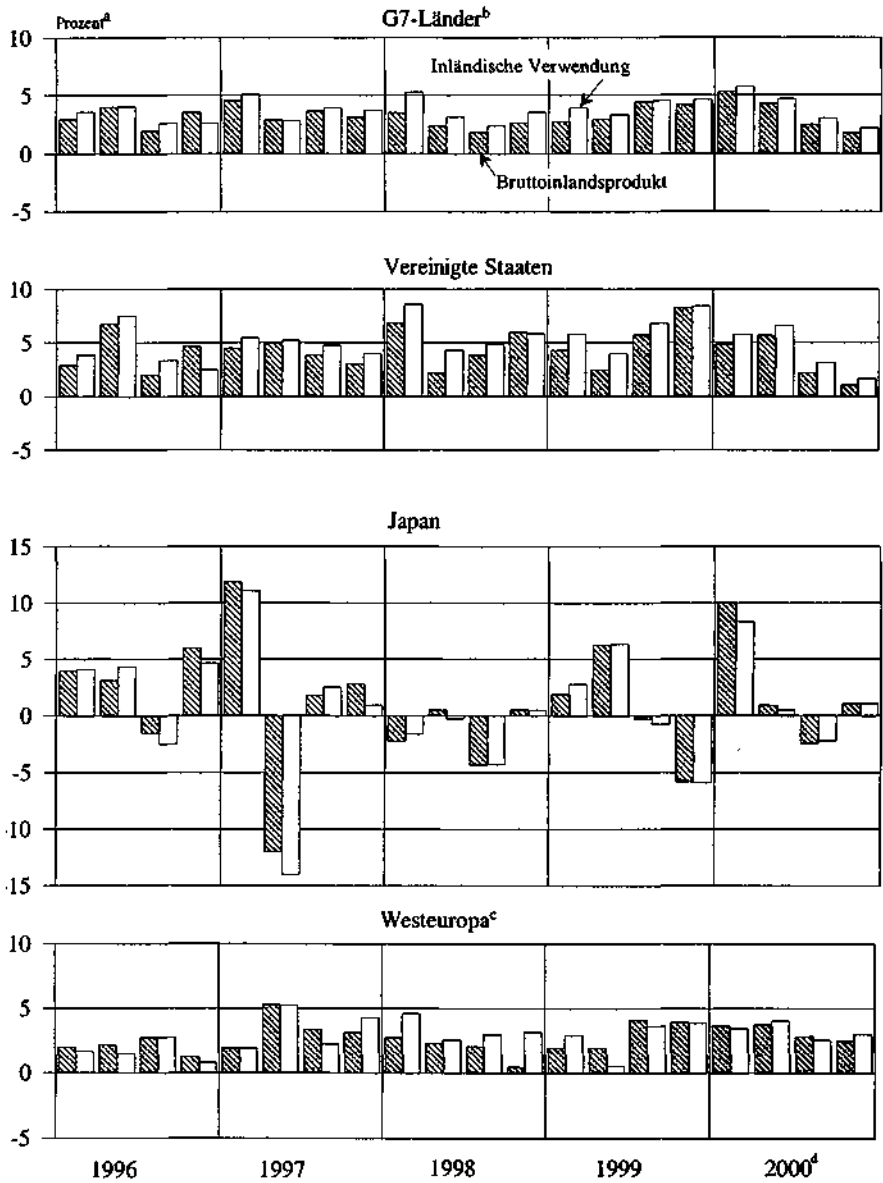 G7-Länder^b
Prozent^a
10
5
0
-5
Inländische Verwendung
Bruttoinlandsprodukt
Vereinigte Staaten
10
5
0
-5
Japan
15
10
5
0
-5
-10
-15
Westeuropa^c
10
5
0
-5
1996 1997 1998 1999 2000^d